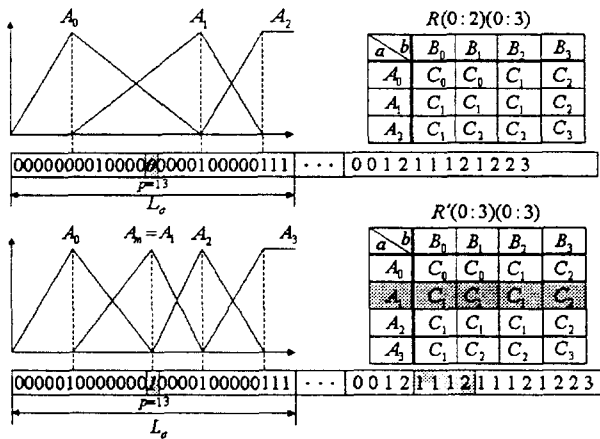 A₀ A₁ A₂
R(0:2)(0:3)
a b B₀ B₁ B₂ B₃
A₀ C₀ C₀ C₁ C₂
A₁ C₁ C₁ C₁ C₂
A₂ C₁ C₂ C₂ C₃
0000000010000000000100000111 ··· 0 0 1 2 1 1 1 2 1 2 2 3
p=13
Lₐ
A₀ Aₘ=A₁ A₂ A₃
R'(0:3)(0:3)
a b B₀ B₁ B₂ B₃
A₀ C₀ C₀ C₁ C₂
A₁ C₁ C₁ C₁ C₂
A₂ C₁ C₁ C₁ C₂
A₃ C₁ C₂ C₂ C₃
0000010000000010000100000111 ··· 0 0 1 2 1 1 1 2 1 1 1 2 1 2 2 3
p=13
Lₐ